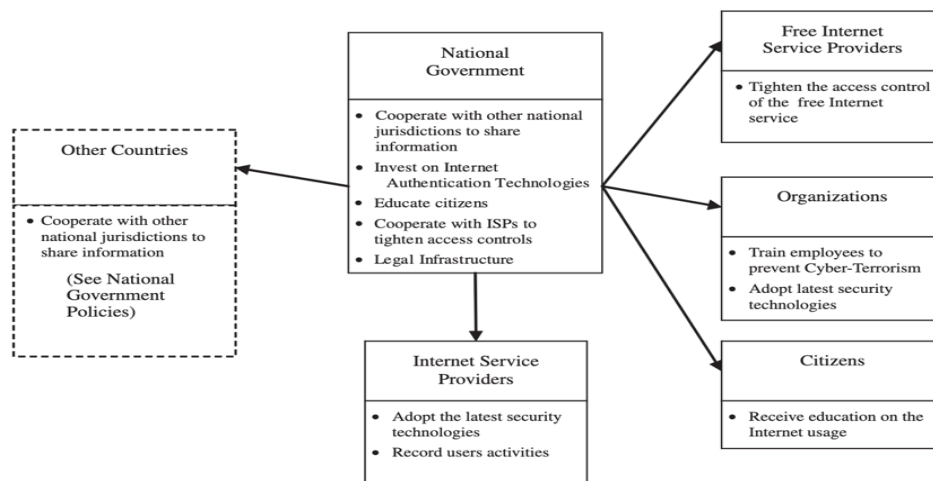 National
Government
• Cooperate with other national
jurisdictions to share
information
• Invest on Internet
Authentication Technologies
• Educate citizens
• Cooperate with ISPs to
tighten access controls
• Legal Infrastructure
Other Countries
• Cooperate with other
national jurisdictions to
share information
(See National
Government
Policies)
Internet Service
Providers
• Adopt the latest security
technologies
• Record users activities
Free Internet
Service Providers
• Tighten the access control
of the free Internet
service
Organizations
• Train employees to
prevent Cyber-Terrorism
• Adopt latest security
technologies
Citizens
• Receive education on the
Internet usage